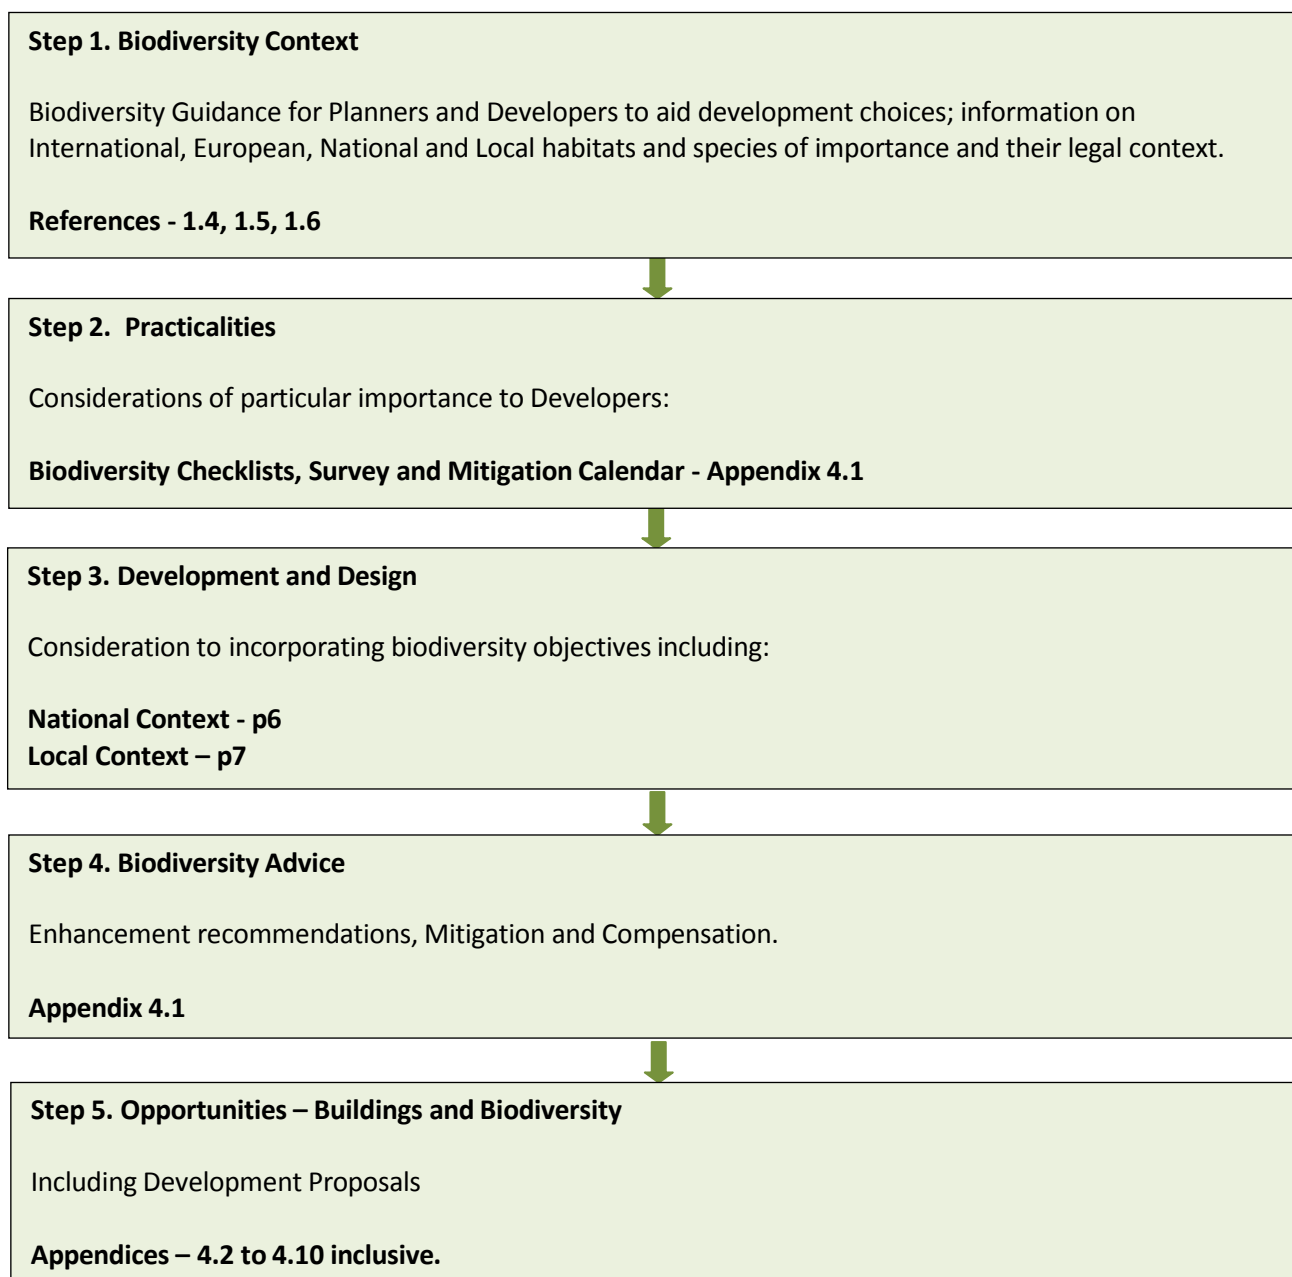 Step 1. Biodiversity Context
Biodiversity Guidance for Planners and Developers to aid development choices; information on
International, European, National and Local habitats and species of importance and their legal context.
References - 1.4, 1.5, 1.6
Step 2.  Practicalities
Considerations of particular importance to Developers:
Biodiversity Checklists, Survey and Mitigation Calendar - Appendix 4.1
Step 3. Development and Design
Consideration to incorporating biodiversity objectives including:
National Context - p6
Local Context – p7
Step 4. Biodiversity Advice
Enhancement recommendations, Mitigation and Compensation.
Appendix 4.1
Step 5. Opportunities – Buildings and Biodiversity
Including Development Proposals
Appendices – 4.2 to 4.10 inclusive.